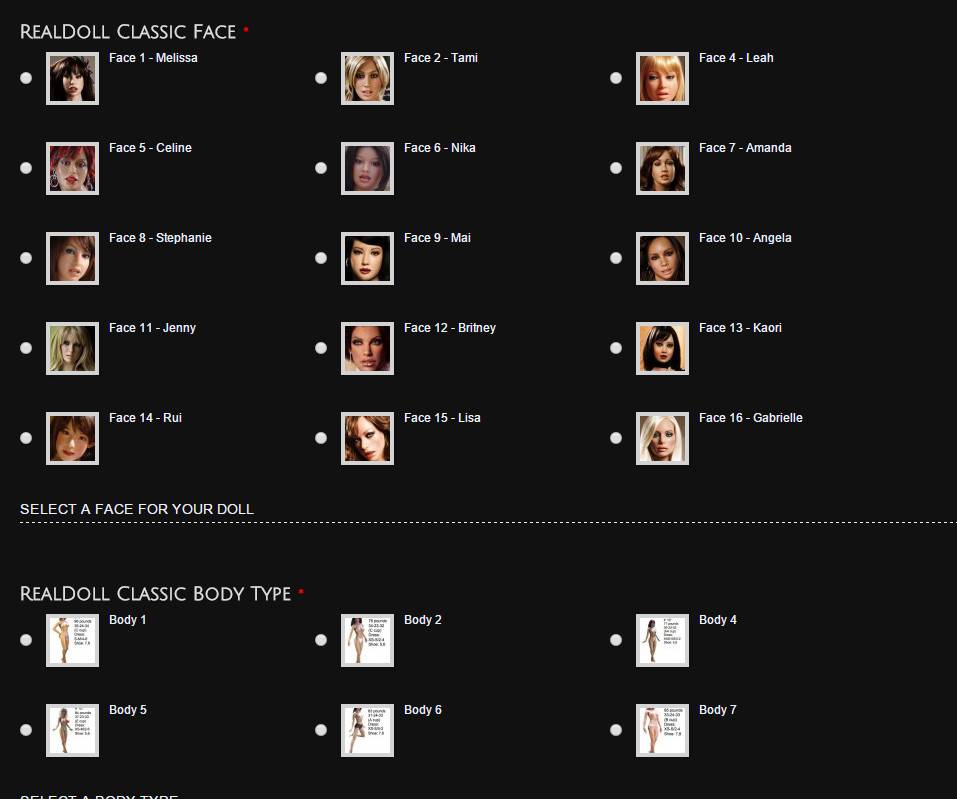 RealDoll Classic Face *
Face 1 - Melissa
Face 2 - Tami
Face 4 - Leah
Face 5 - Celine
Face 6 - Nika
Face 7 - Amanda
Face 8 - Stephanie
Face 9 - Mai
Face 10 - Angela
Face 11 - Jenny
Face 12 - Britney
Face 13 - Kaori
Face 14 - Rui
Face 15 - Lisa
Face 16 - Gabrielle
SELECT A FACE FOR YOUR DOLL
RealDoll Classic Body Type *
Body 1
Body 2
Body 4
Body 5
Body 6
Body 7
SELECT A BODY TYPE